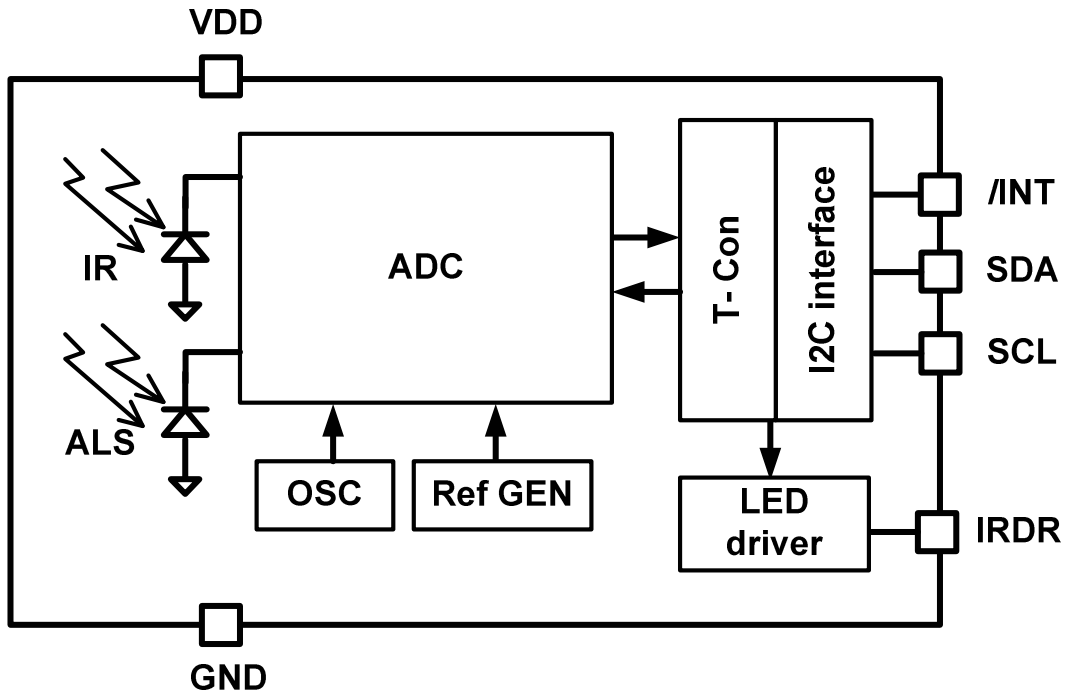 VDD
/INT
SDA
SCL
IR
ADC
T- Con
I2C interface
ALS
OSC
Ref GEN
LED
driver
IRDR
GND